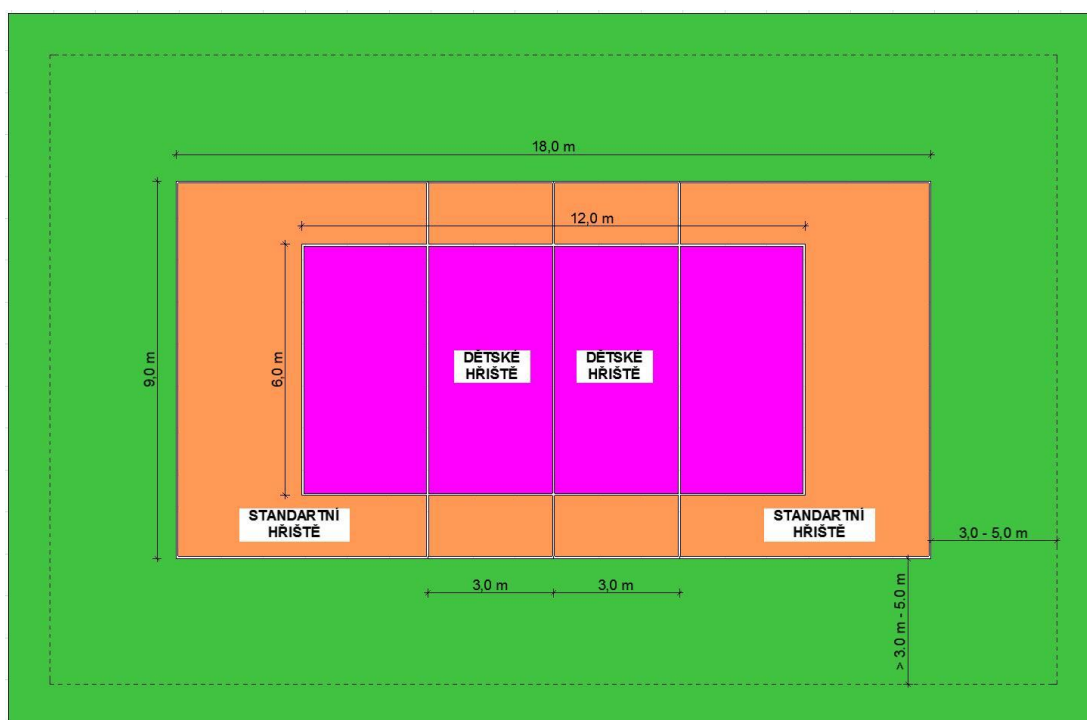 18,0 m
12,0 m
9,0 m
6,0 m
DĚTSKÉ
HŘIŠTĚ
DĚTSKÉ
HŘIŠTĚ
STANDARTNÍ
HŘIŠTĚ
STANDARTNÍ
HŘIŠTĚ
3,0 - 5,0 m
3,0 m
3,0 m
> 3.0 m - 5.0 m